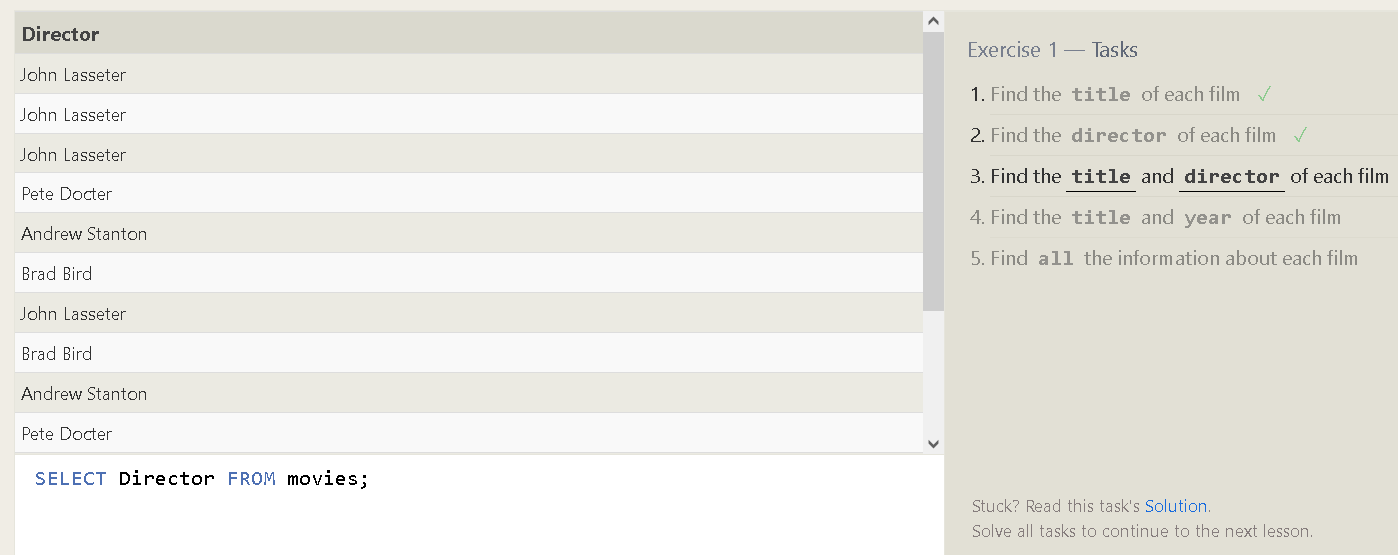 Director
John Lasseter
John Lasseter
John Lasseter
Pete Docter
Andrew Stanton
Brad Bird
John Lasseter
Brad Bird
Andrew Stanton
Pete Docter
SELECT Director FROM movies;
Exercise 1 — Tasks
1. Find the title of each film ✓
2. Find the director of each film ✓
3. Find the title and director of each film
4. Find the title and year of each film
5. Find all the information about each film
Stuck? Read this task's Solution.
Solve all tasks to continue to the next lesson.